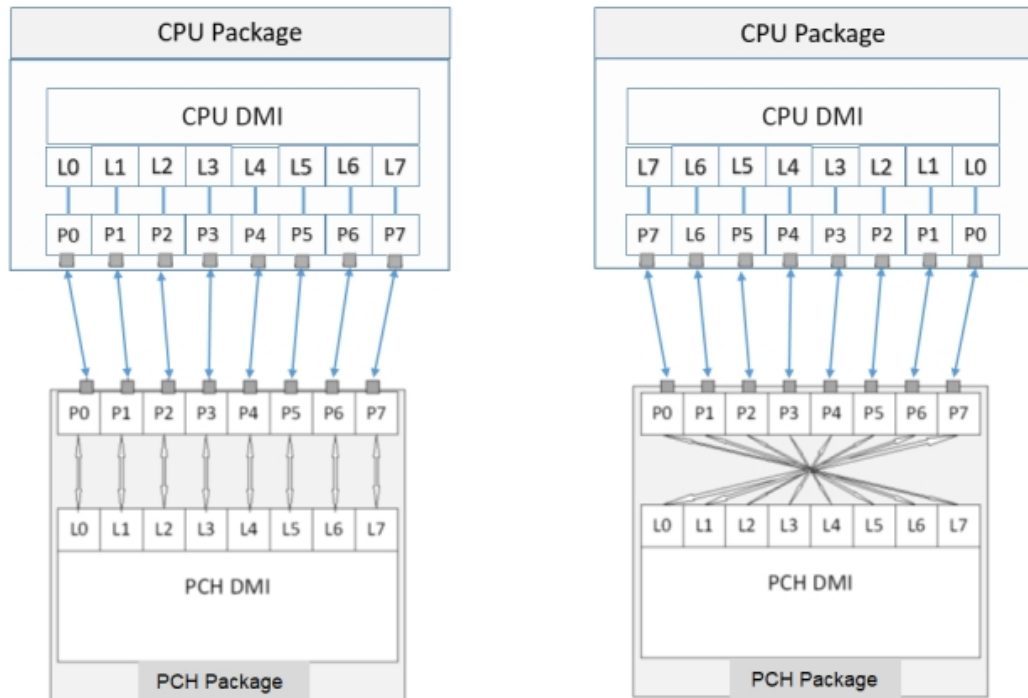 CPU Package
CPU DMI
L0 L1 L2 L3 L4 L5 L6 L7
P0 P1 P2 P3 P4 P5 P6 P7
P0 P1 P2 P3 P4 P5 P6 P7
L0 L1 L2 L3 L4 L5 L6 L7
PCH DMI
PCH Package
CPU Package
CPU DMI
L7 L6 L5 L4 L3 L2 L1 L0
P7 L6 P5 P4 P3 P2 P1 P0
P0 P1 P2 P3 P4 P5 P6 P7
L0 L1 L2 L3 L4 L5 L6 L7
PCH DMI
PCH Package